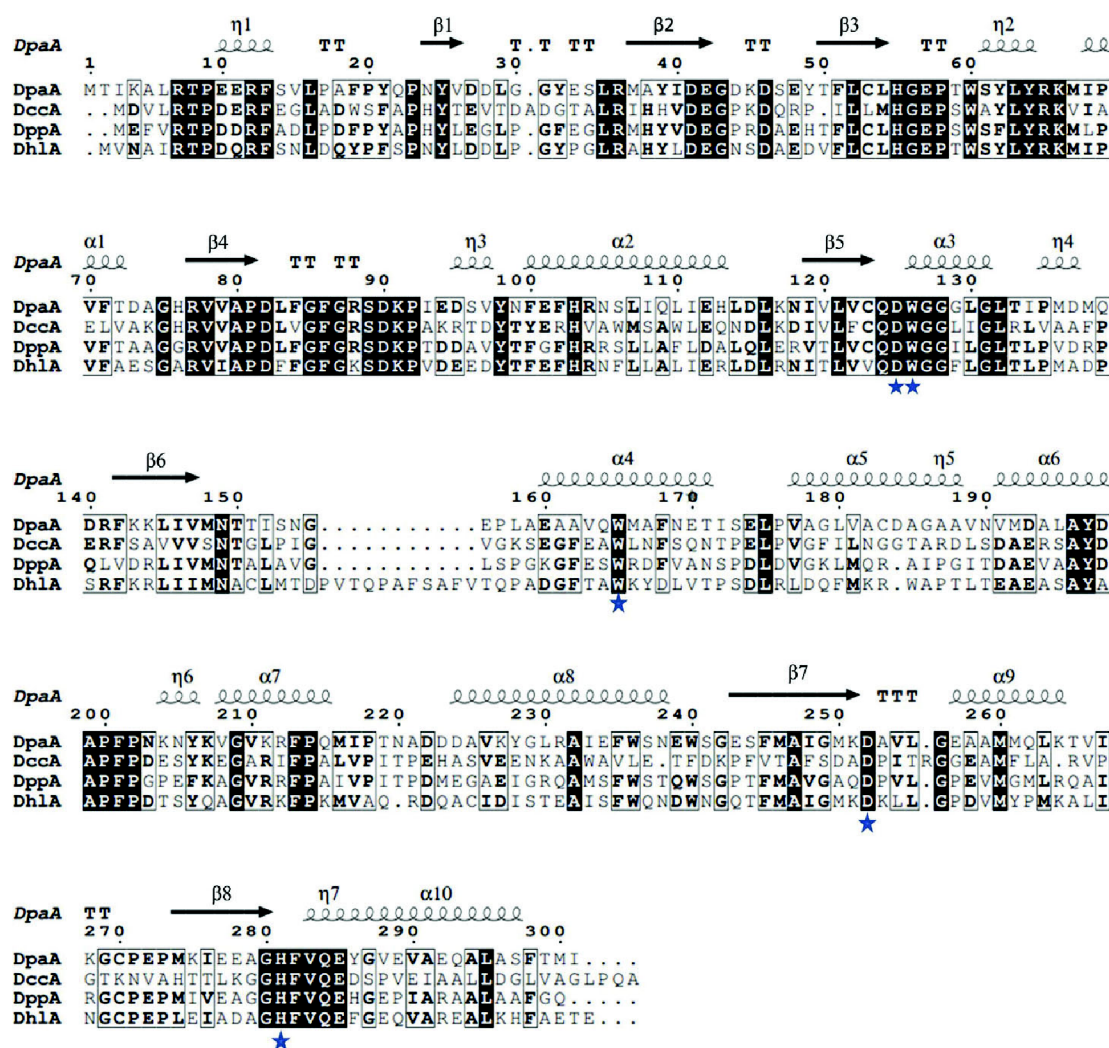 η1 β1 β2 β3 η2
DpaA TT T.T TT TT TT
1 10 20 30 40 50 60
DpaA MTIKALRTPEERFSVLPAFPYQPNYVDDLG.GYESLRMAYIDEGDKDSEYTFLCLHGEPTWSYLYRKMIP
DccA ..MDVLRTPDERFEGLADWSFAPHYTEVTDADGTALRIHHVDEGPKDQRP.ILLMHGEPSWAYLYRKVIA
DppA ..MEFVRTPDDRFADLPDFPYAPHYLEGLP.GFEGLRMHYVDEGPRDAEHTFLCLHGEPSWSFLYRKMLP
DhlA .MVNAIRTPDQRFSNLDQYPFSPNYLDDLP.GYPGLRAHYLDEGNSDAEDVFLCLHGEPTWSYLYRKMIP
α1 β4 η3 α2 β5 α3 η4
DpaA TT TT
70 80 90 100 110 120 130
DpaA VFTDAGHRVVAPDLFGFGRSDKPIEDSVYNFEFHRNSLIQLIEHLDLKNIVLVCQDWGGGLGLTIPMDMQ
DccA ELVAKGHRVVAPDLVGFGRSDKPAKRTDYTYERHVAWMSAWLEQNDLKDIVLFCQDWGGLIGLRLVAAFP
DppA VFTAAGGRVVAPDLFGFGRSDKPTDDAVYTFGFHRRSLLAFLDALQLERVTLVCQDWGGILGLTLPVDRP
DhlA VFAESGARVIAPDFFGFGKSDKPVDEEDYTFEFHRNFLLALIERLDLRNITLVVQDWGGFLGLTLPMADP
β6 α4 α5 η5 α6
DpaA
140 150 160 170 180 190
DpaA DRFKKLIVMNTTISNG...........EPLAEAAVQWMAFNETISELPVAGLVACDAGAAVNVMDALAYD
DccA ERFSAVVVSNTGLPIG...........VGKSEGFEAWLNFSQNTPELPVGFILNGGTARDLSDAERSAYD
DppA QLVDRLIVMNTALAVG...........LSPGKGFESWRDFVANSPDLPVGKLMQR.AIPGITDAEVAAYD
DhlA SRFKRLIIMNACLMTDPVTQPAFSAFVTQPADGFTAWKYDLVTPSDLRLDQFMKR.WAPTLTEAEASAYA
η6 α7 α8 β7 α9
DpaA TTT
200 210 220 230 240 250 260
DpaA APFPNKNYKVGVKRFPQMIPTNADDDAVKYGLRAIEFWSNEWSGESFMAIGMKDAVL.GEAAMMQLKTVI
DccA APFPDESYKEGARIFPALVPITPEHASVEENKAAWAVLE.TFDKPFVTAFSDADPITRGGEAMFLA.RVP
DppA APFPGPEFKAGVRRFPAIVPITPDMEGAEIGRQAMSFWSTQWSGPTFMAVGAQDPVL.GPEVMGMLRQAI
DhlA APFPDTSYQAGVRKFPKMVAQ.RDQACIDISTEAISFWQNDWNGQTFMAIGMKDKLL.GPDVMYPMKALI
β8 η7 α10
DpaA TT
270 280 290 300
DpaA KGCPEPMKIEEAGHFVQEYGVEVAEQALASFTMI....
DccA GTKNVAHTTLKGGHFVQEDSPVEIAALLDGLVAGLPQA
DppA RGCPEPMIVEAGHFVQEHGEPIARAALAAFGQ.....
DhlA NGCPEPLEIADAGHFVQEFGEQVAREALKHFAETE...